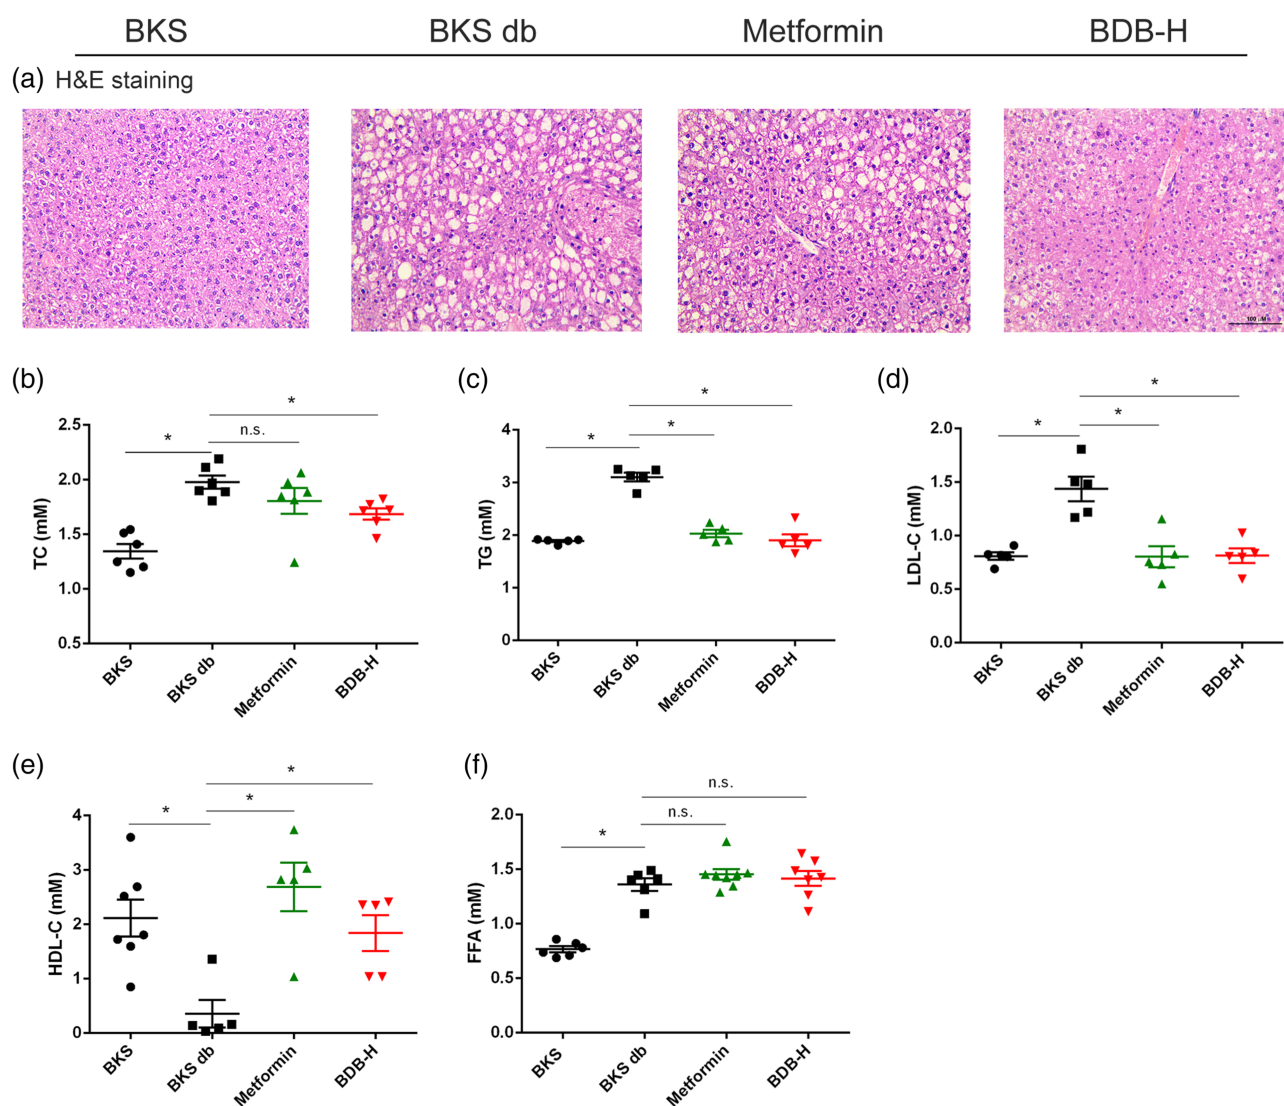 BKS BKS db Metformin BDB-H
(a) H&E staining
100 μM
(b)
*
n.s.
*
TC (mM)
2.5
2.0
1.5
1.0
0.5
BKS
BKS db
Metformin
BDB-H
(c)
*
*
*
TG (mM)
4
3
2
1
0
BKS
BKS db
Metformin
BDB-H
(d)
*
*
*
LDL-C (mM)
2.0
1.5
1.0
0.5
0.0
BKS
BKS db
Metformin
BDB-H
(e)
*
*
*
HDL-C (mM)
4
3
2
1
0
BKS
BKS db
Metformin
BDB-H
(f)
n.s.
n.s.
*
FFA (mM)
2.0
1.5
1.0
0.5
0.0
BKS
BKS db
Metformin
BDB-H